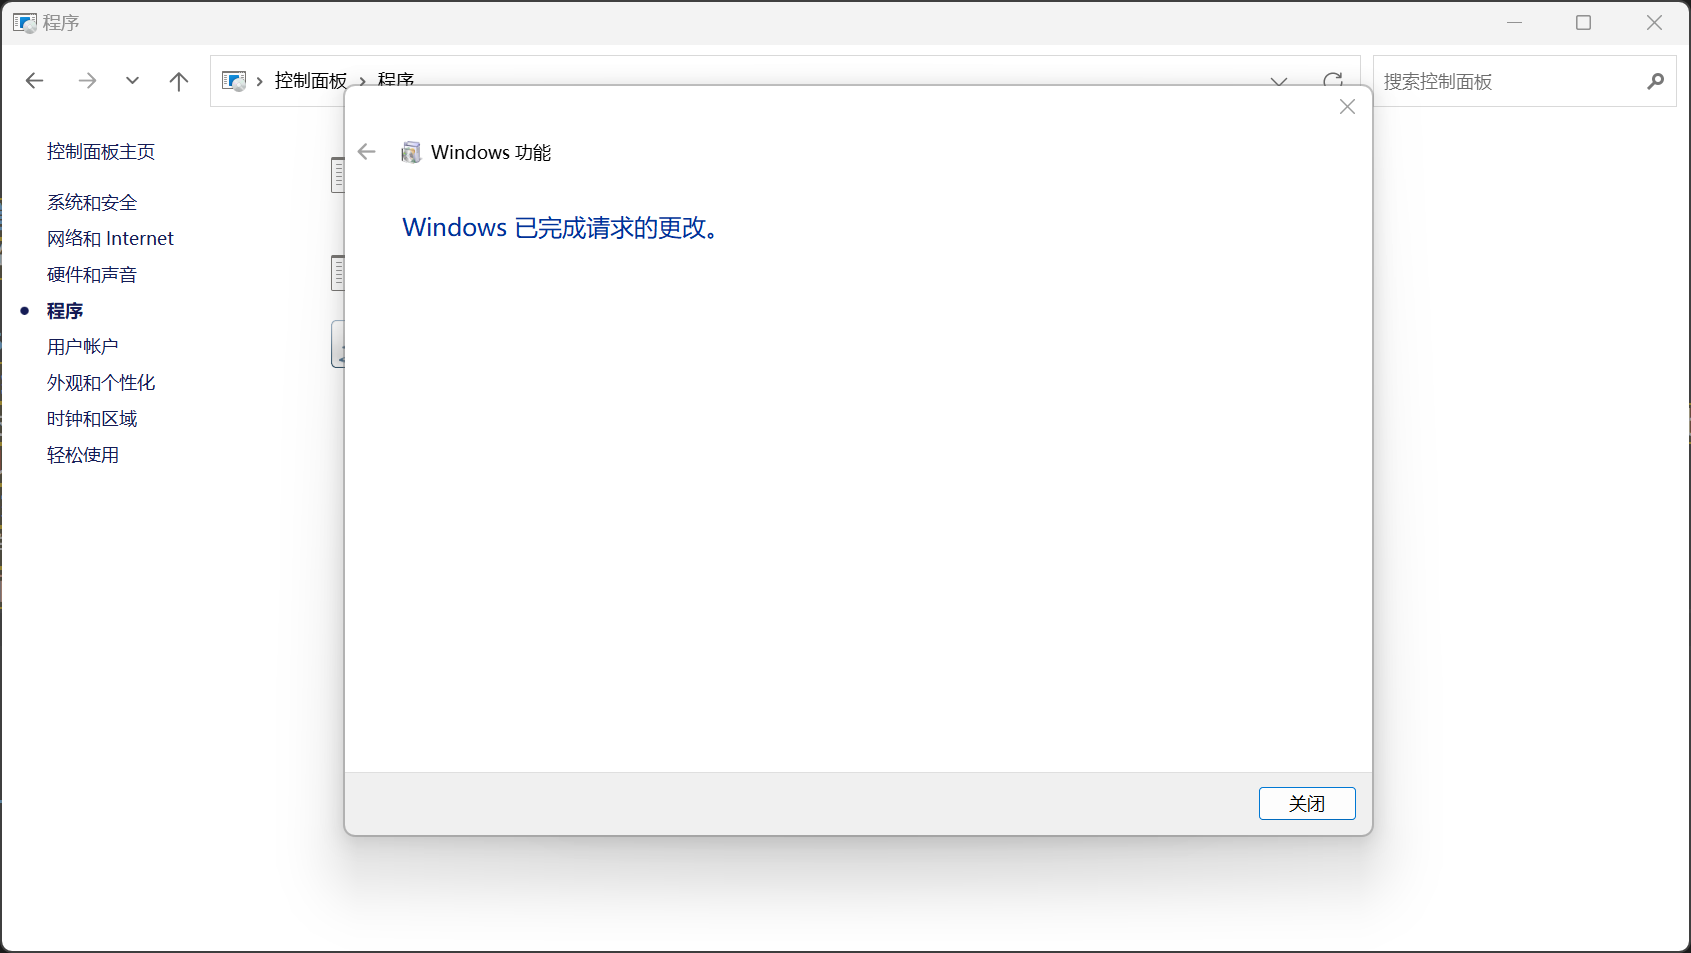 程序
控制面板 › 程序
搜索控制面板
控制面板主页
系统和安全
网络和 Internet
硬件和声音
程序
用户帐户
外观和个性化
时钟和区域
轻松使用
Windows 功能
Windows 已完成请求的更改。
关闭